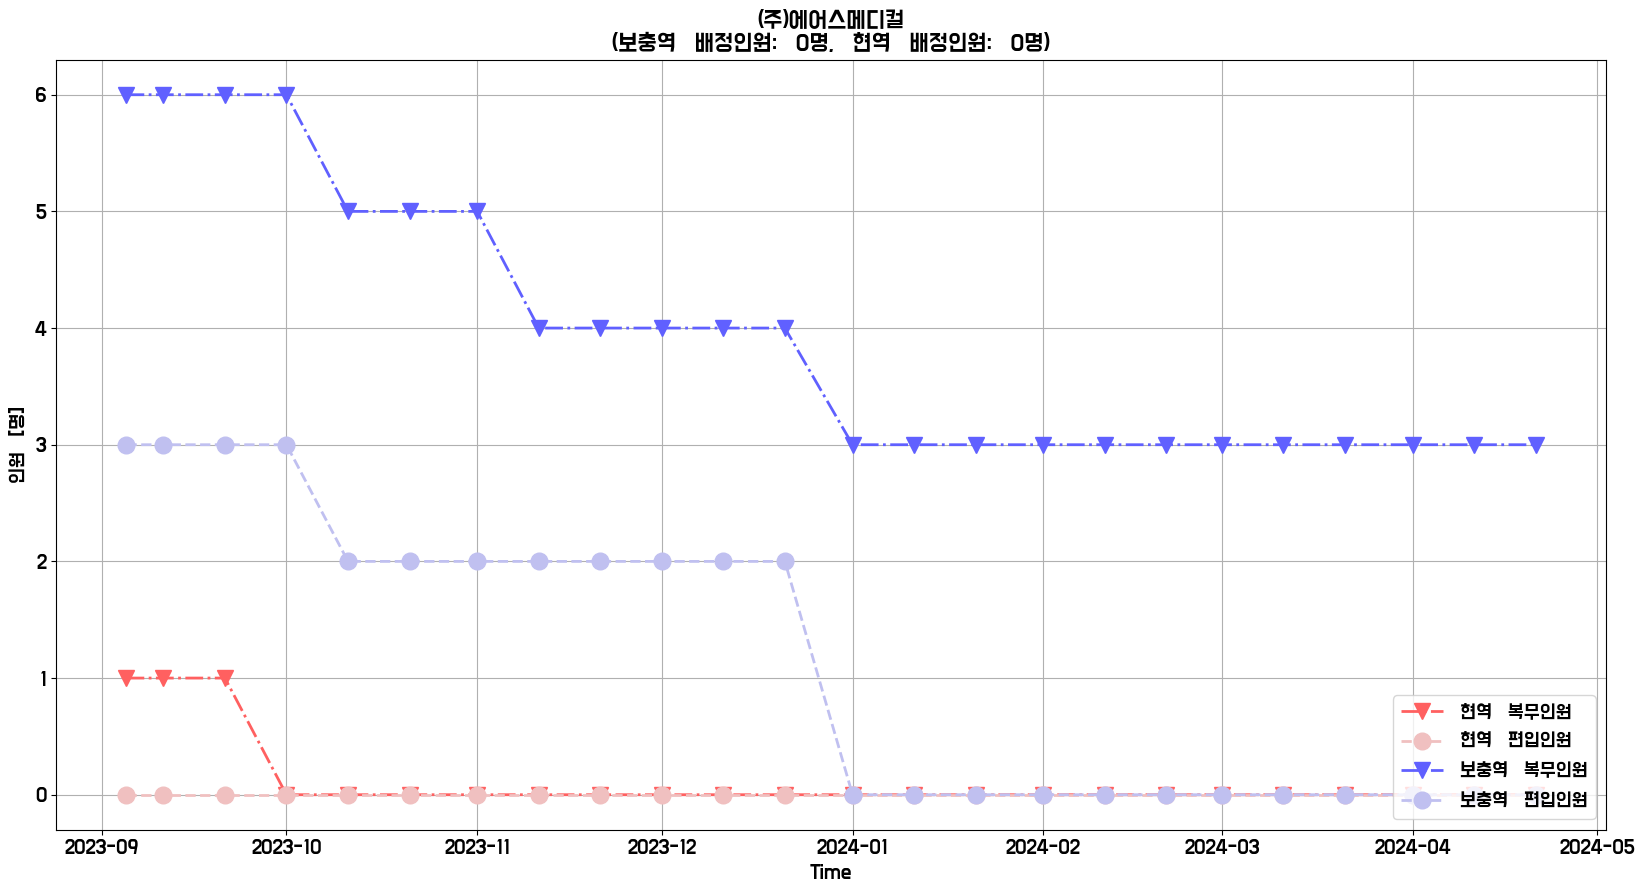 (주)에어스메디컬
(보충역 배정인원: 0명, 현역 배정인원: 0명)
6
5
4
3
2
1
0
인원 [명]
2023-09 2023-10 2023-11 2023-12 2024-01 2024-02 2024-03 2024-04 2024-05
Time
현역 복무인원
현역 편입인원
보충역 복무인원
보충역 편입인원